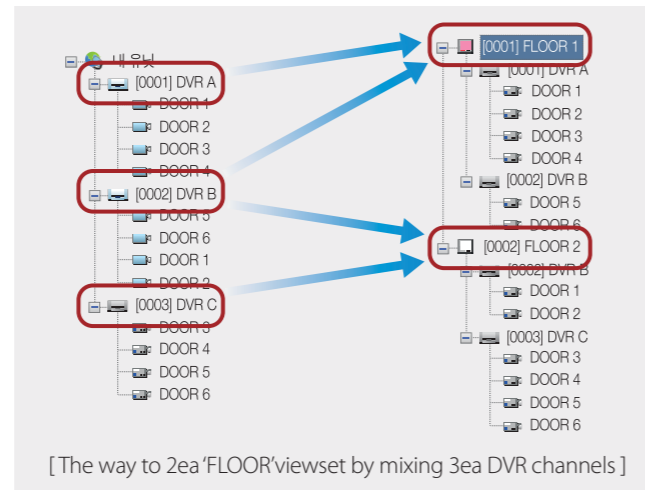 내 유닛
[0001] DVR A
DOOR 1
DOOR 2
DOOR 3
DOOR 4
[0002] DVR B
DOOR 5
DOOR 6
DOOR 1
DOOR 2
[0003] DVR C
DOOR 3
DOOR 4
DOOR 5
DOOR 6
[0001] FLOOR 1
[0001] DVR A
DOOR 1
DOOR 2
DOOR 3
DOOR 4
[0002] DVR B
DOOR 5
DOOR 6
[0002] FLOOR 2
[0002] DVR B
DOOR 1
DOOR 2
[0003] DVR C
DOOR 3
DOOR 4
DOOR 5
DOOR 6
[ The way to 2ea 'FLOOR' viewset by mixing 3ea DVR channels ]